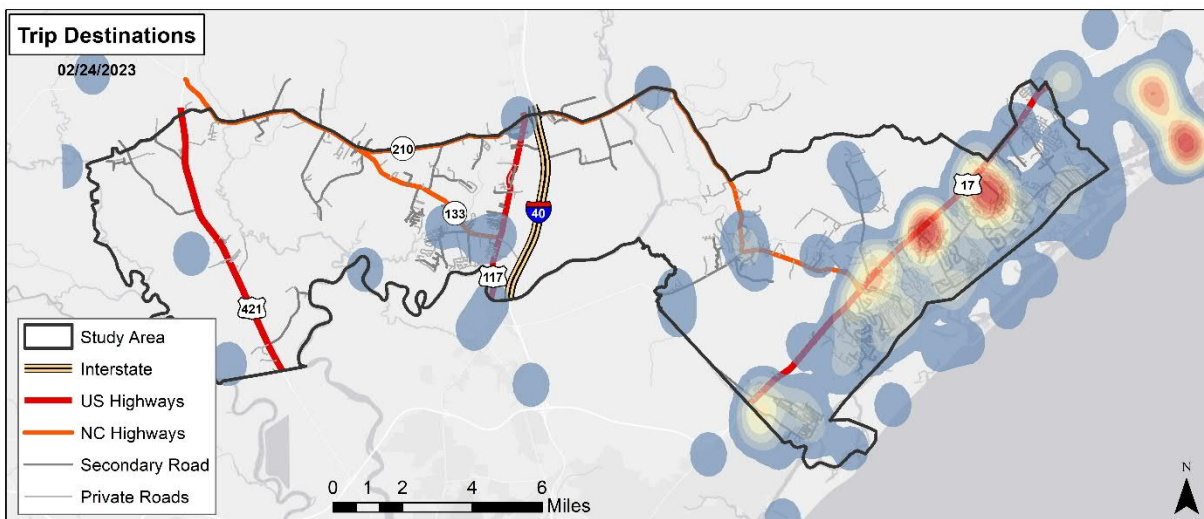 Trip Destinations
02/24/2023
210
17
133
40
117
421
Study Area
Interstate
US Highways
NC Highways
Secondary Road
Private Roads
0 1 2 4 6
Miles
N